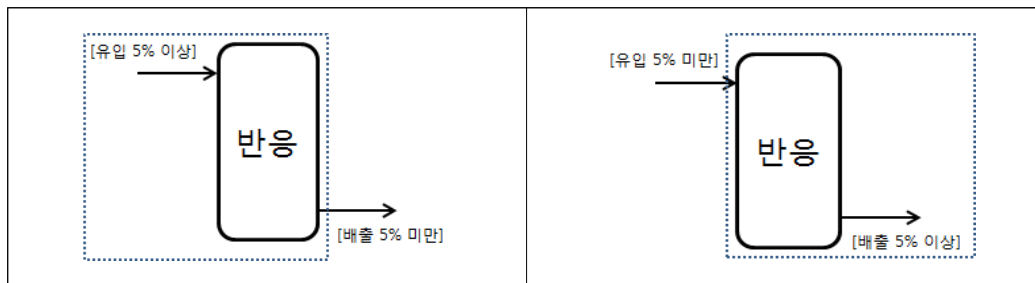 [유입 5% 이상]
반응
[배출 5% 미만]
[유입 5% 미만]
반응
[배출 5% 이상]